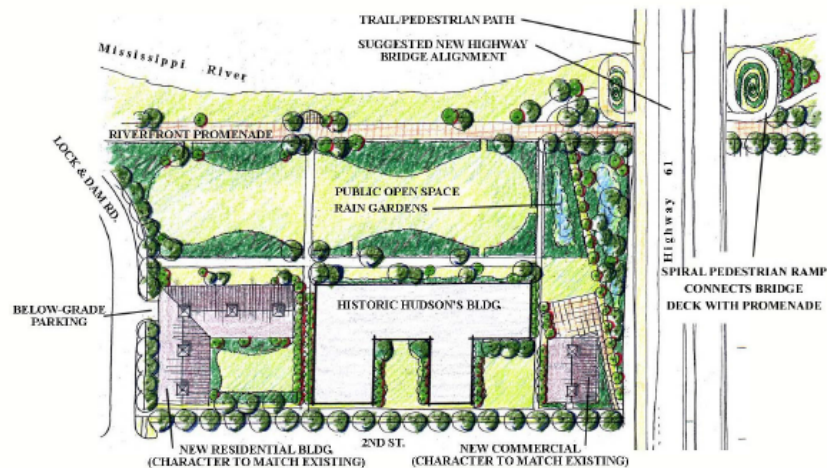 TRAIL/PEDESTRIAN PATH
SUGGESTED NEW HIGHWAY
BRIDGE ALIGNMENT
Mississippi River
RIVERFRONT PROMENADE
LOCK & DAM RD.
PUBLIC OPEN SPACE
RAIN GARDENS
Highway 61
SPIRAL PEDESTRIAN RAMP
CONNECTS BRIDGE
DECK WITH PROMENADE
BELOW-GRADE
PARKING
HISTORIC HUDSON'S BLDG.
2ND ST.
NEW RESIDENTIAL BLDG.
(CHARACTER TO MATCH EXISTING)
NEW COMMERCIAL
(CHARACTER TO MATCH EXISTING)